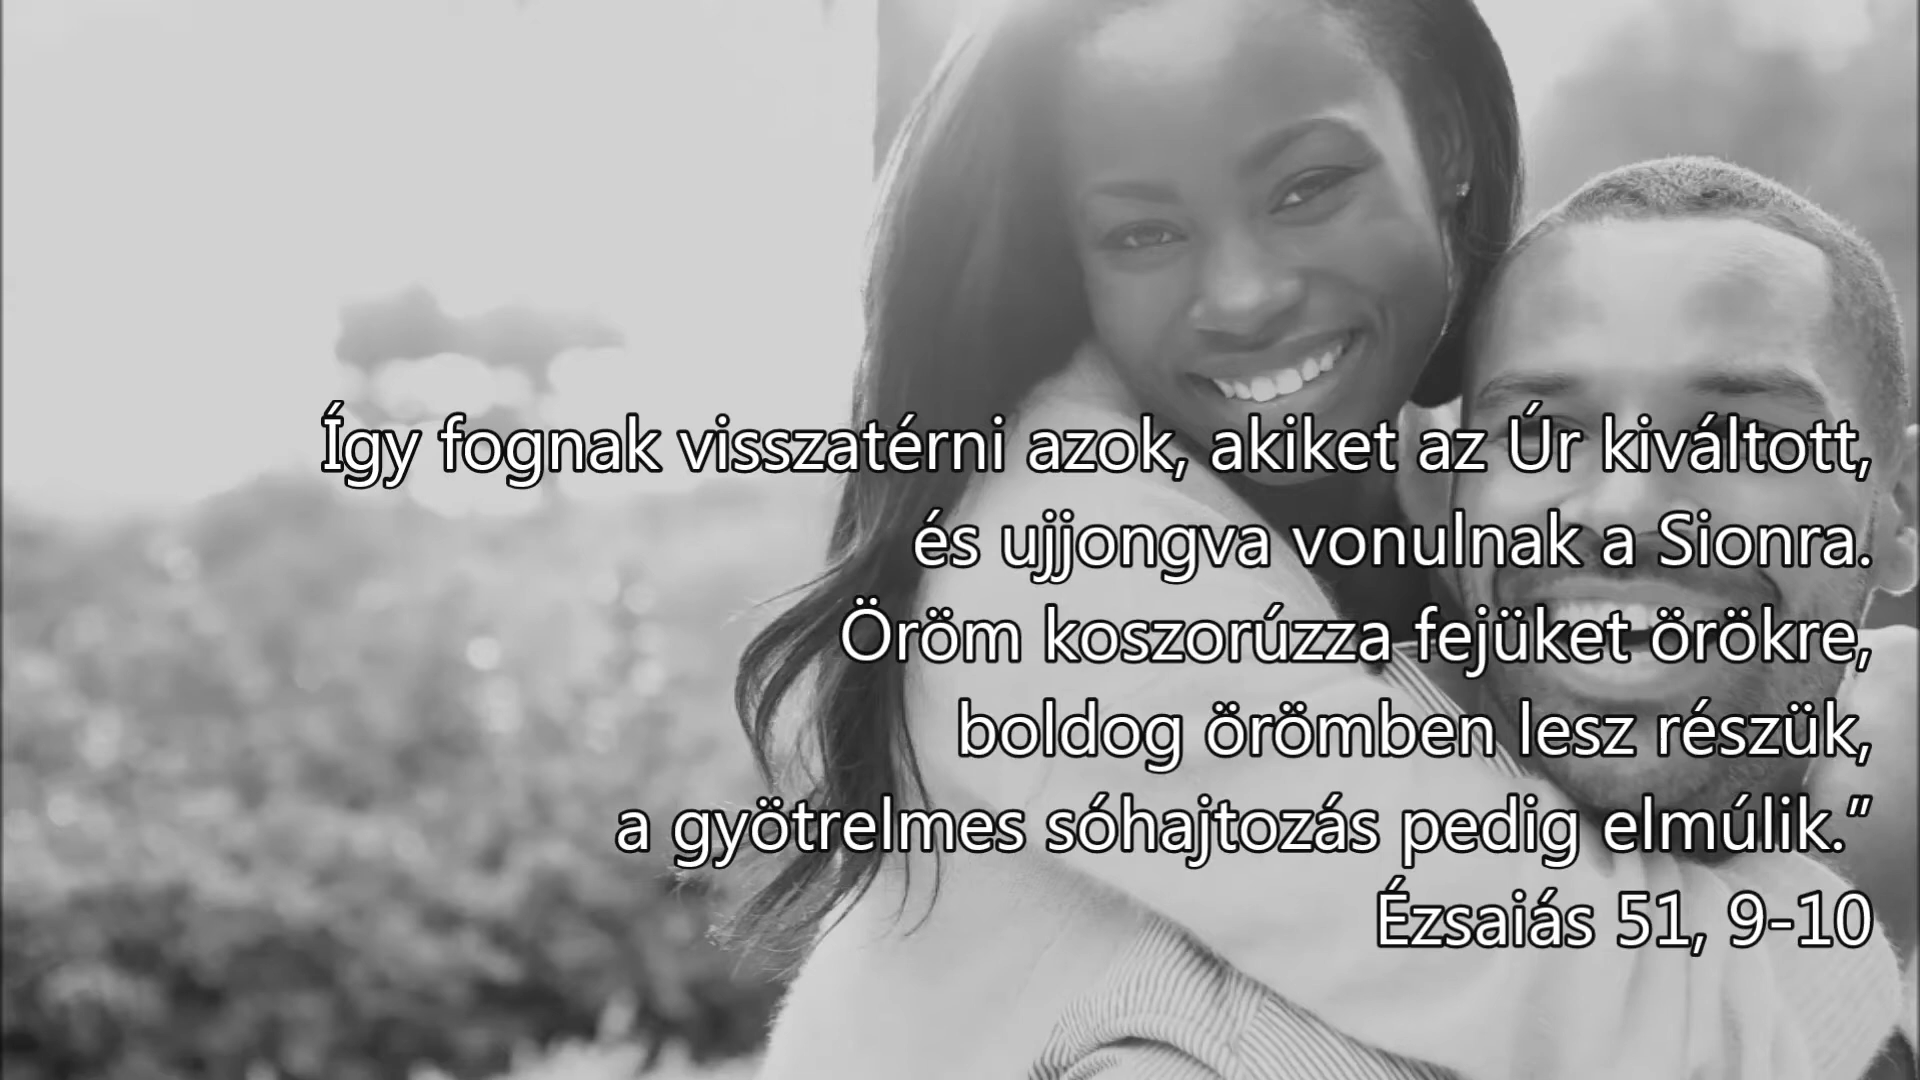 Így fognak visszatérni azok, akiket az Úr kiváltott,
és ujjongva vonulnak a Sionra.
Öröm koszorúzza fejüket örökre,
boldog örömben lesz részük,
a gyötrelmes sóhajtozás pedig elmúlik.”
Ézsaiás 51, 9-10